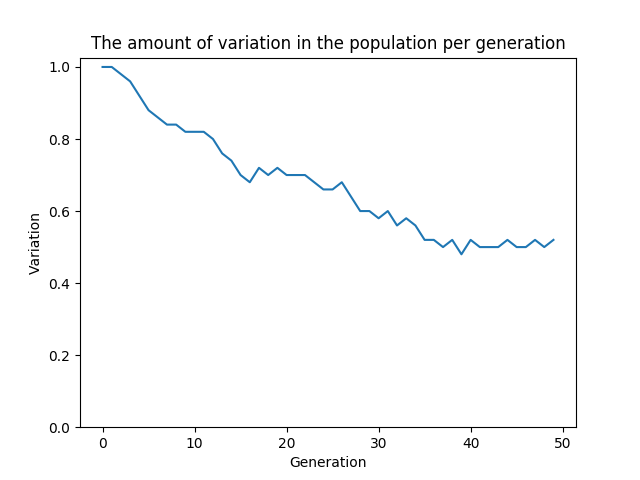 The amount of variation in the population per generation
1.0
0.8
0.6
0.4
0.2
0.0
Variation
0 10 20 30 40 50
Generation